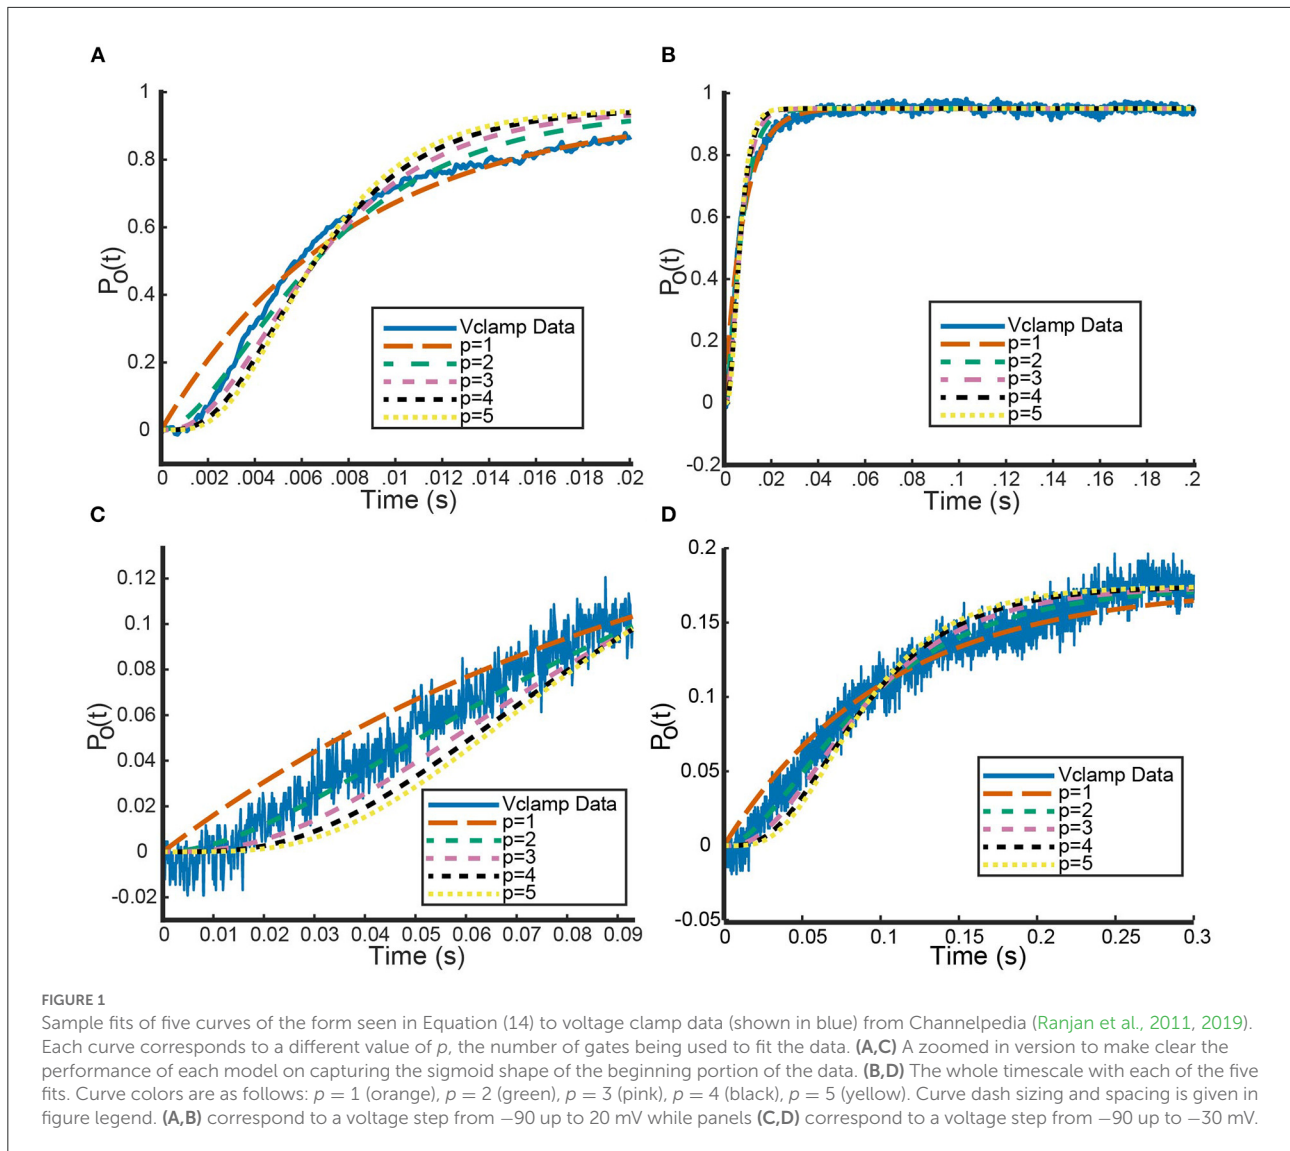 A
1
0.8
0.6
0.4
0.2
0
P₀(t)
0 .002 .004 .006 .008 .010 .012 .014 .016 .018 .02
Time (s)
Vclamp Data
p=1
p=2
p=3
p=4
p=5
B
1
0.8
0.6
0.4
0.2
0
-0.2
P₀(t)
0 .02 .04 .06 .08 .1 .12 .14 .16 .18 .2
Time (s)
Vclamp Data
p=1
p=2
p=3
p=4
p=5
C
0.12
0.1
0.08
0.06
0.04
0.02
0
-0.02
P₀(t)
0 0.01 0.02 0.03 0.04 0.05 0.06 0.07 0.08 0.09
Time (s)
Vclamp Data
p=1
p=2
p=3
p=4
p=5
D
0.2
0.15
0.1
0.05
0
-0.05
P₀(t)
0 0.05 0.1 0.15 0.2 0.25 0.3
Time (s)
Vclamp Data
p=1
p=2
p=3
p=4
p=5
FIGURE 1
Sample fits of five curves of the form seen in Equation (14) to voltage clamp data (shown in blue) from Channelpedia (Ranjan et al., 2011, 2019).
Each curve corresponds to a different value of p, the number of gates being used to fit the data. (A,C) A zoomed in version to make clear the
performance of each model on capturing the sigmoid shape of the beginning portion of the data. (B,D) The whole timescale with each of the five
fits. Curve colors are as follows: p = 1 (orange), p = 2 (green), p = 3 (pink), p = 4 (black), p = 5 (yellow). Curve dash sizing and spacing is given in
figure legend. (A,B) correspond to a voltage step from −90 up to 20 mV while panels (C,D) correspond to a voltage step from −90 up to −30 mV.